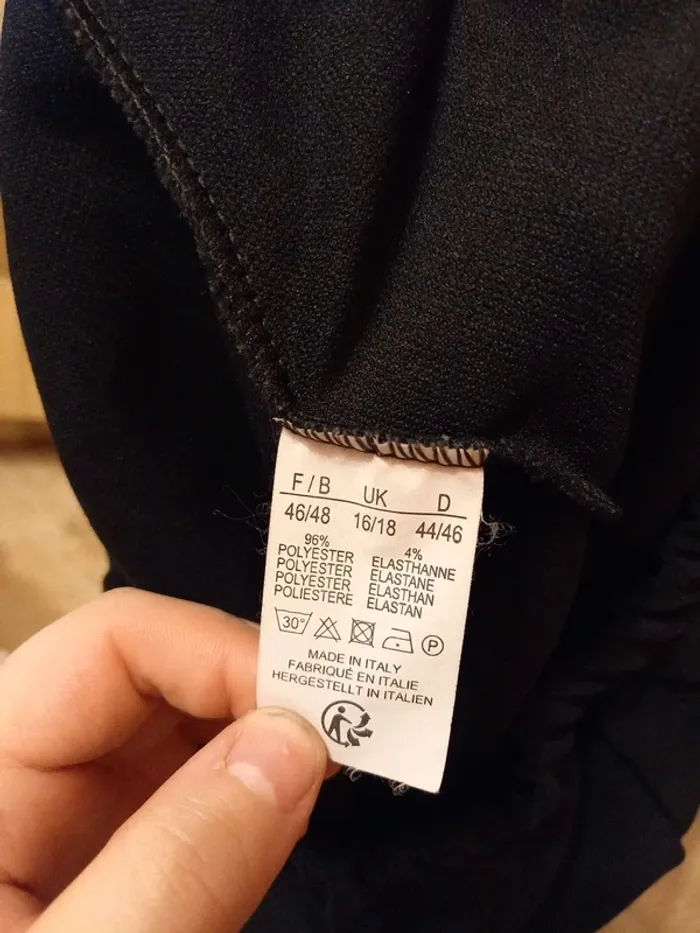 F / B UK D
46/48 16/18 44/46
96% 4%
POLYESTER ELASTHANNE
POLYESTER ELASTANE
POLYESTER ELASTHAN
POLIESTERE ELASTAN
30° P
MADE IN ITALY
FABRIQUÉ EN ITALIE
HERGESTELLT IN ITALIEN